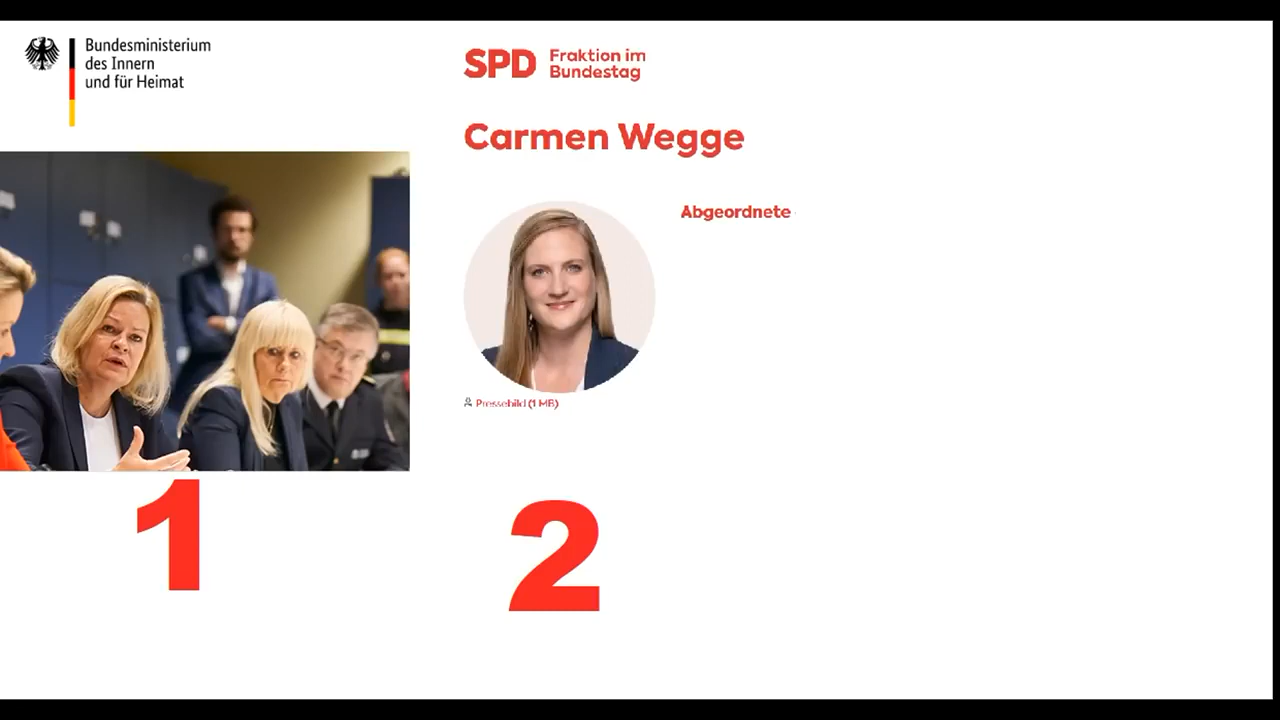 Bundesministerium
des Innern
und für Heimat
SPD Fraktion im
Bundestag
Carmen Wegge
Abgeordnete
Pressebild (1 MB)
1
2